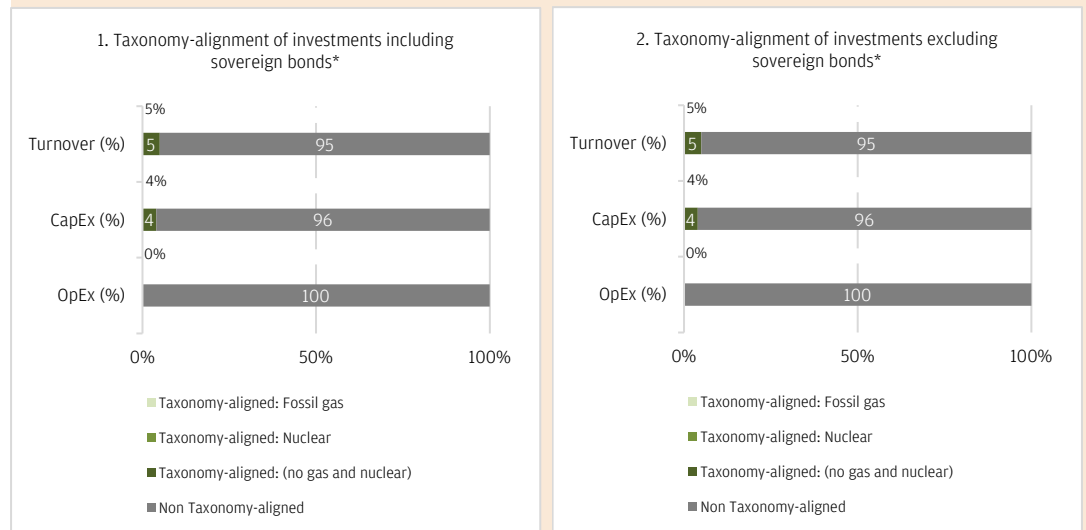 1. Taxonomy-alignment of investments including
sovereign bonds*
5%
Turnover (%)
5
95
4%
CapEx (%)
4
96
0%
OpEx (%)
100
0%
50%
100%
Taxonomy-aligned: Fossil gas
Taxonomy-aligned: Nuclear
Taxonomy-aligned: (no gas and nuclear)
Non Taxonomy-aligned
2. Taxonomy-alignment of investments excluding
sovereign bonds*
5%
Turnover (%)
5
95
4%
CapEx (%)
4
96
0%
OpEx (%)
100
0%
50%
100%
Taxonomy-aligned: Fossil gas
Taxonomy-aligned: Nuclear
Taxonomy-aligned: (no gas and nuclear)
Non Taxonomy-aligned